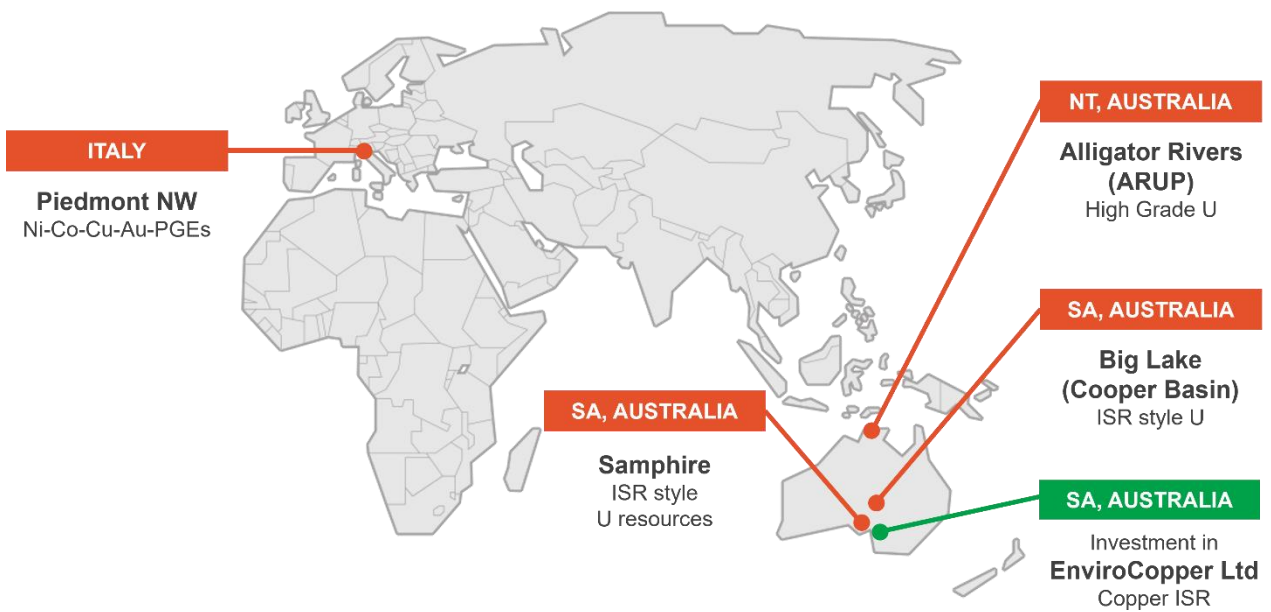 ITALY
Piedmont NW
Ni-Co-Cu-Au-PGEs
NT, AUSTRALIA
Alligator Rivers
(ARUP)
High Grade U
SA, AUSTRALIA
Big Lake
(Cooper Basin)
ISR style U
SA, AUSTRALIA
Samphire
ISR style
U resources
SA, AUSTRALIA
Investment in
EnviroCopper Ltd
Copper ISR